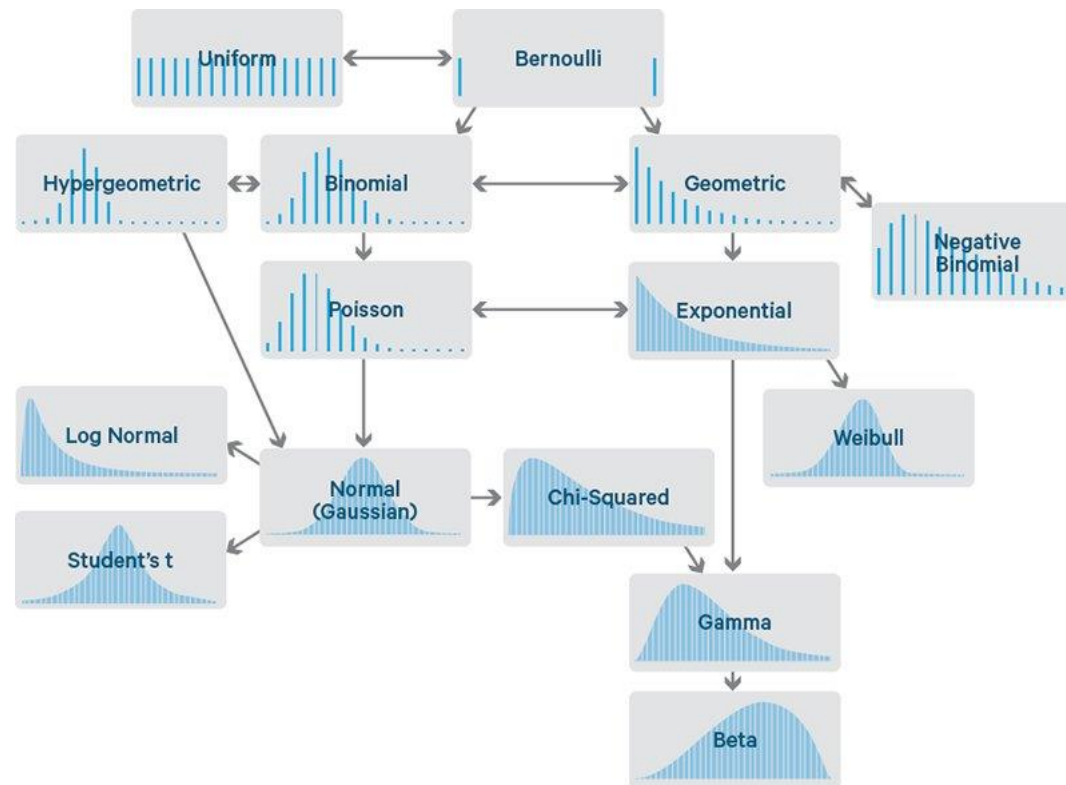 Uniform
Bernoulli
Hypergeometric
Binomial
Geometric
Negative
Binomial
Poisson
Exponential
Log Normal
Weibull
Normal
(Gaussian)
Chi-Squared
Student's t
Gamma
Beta